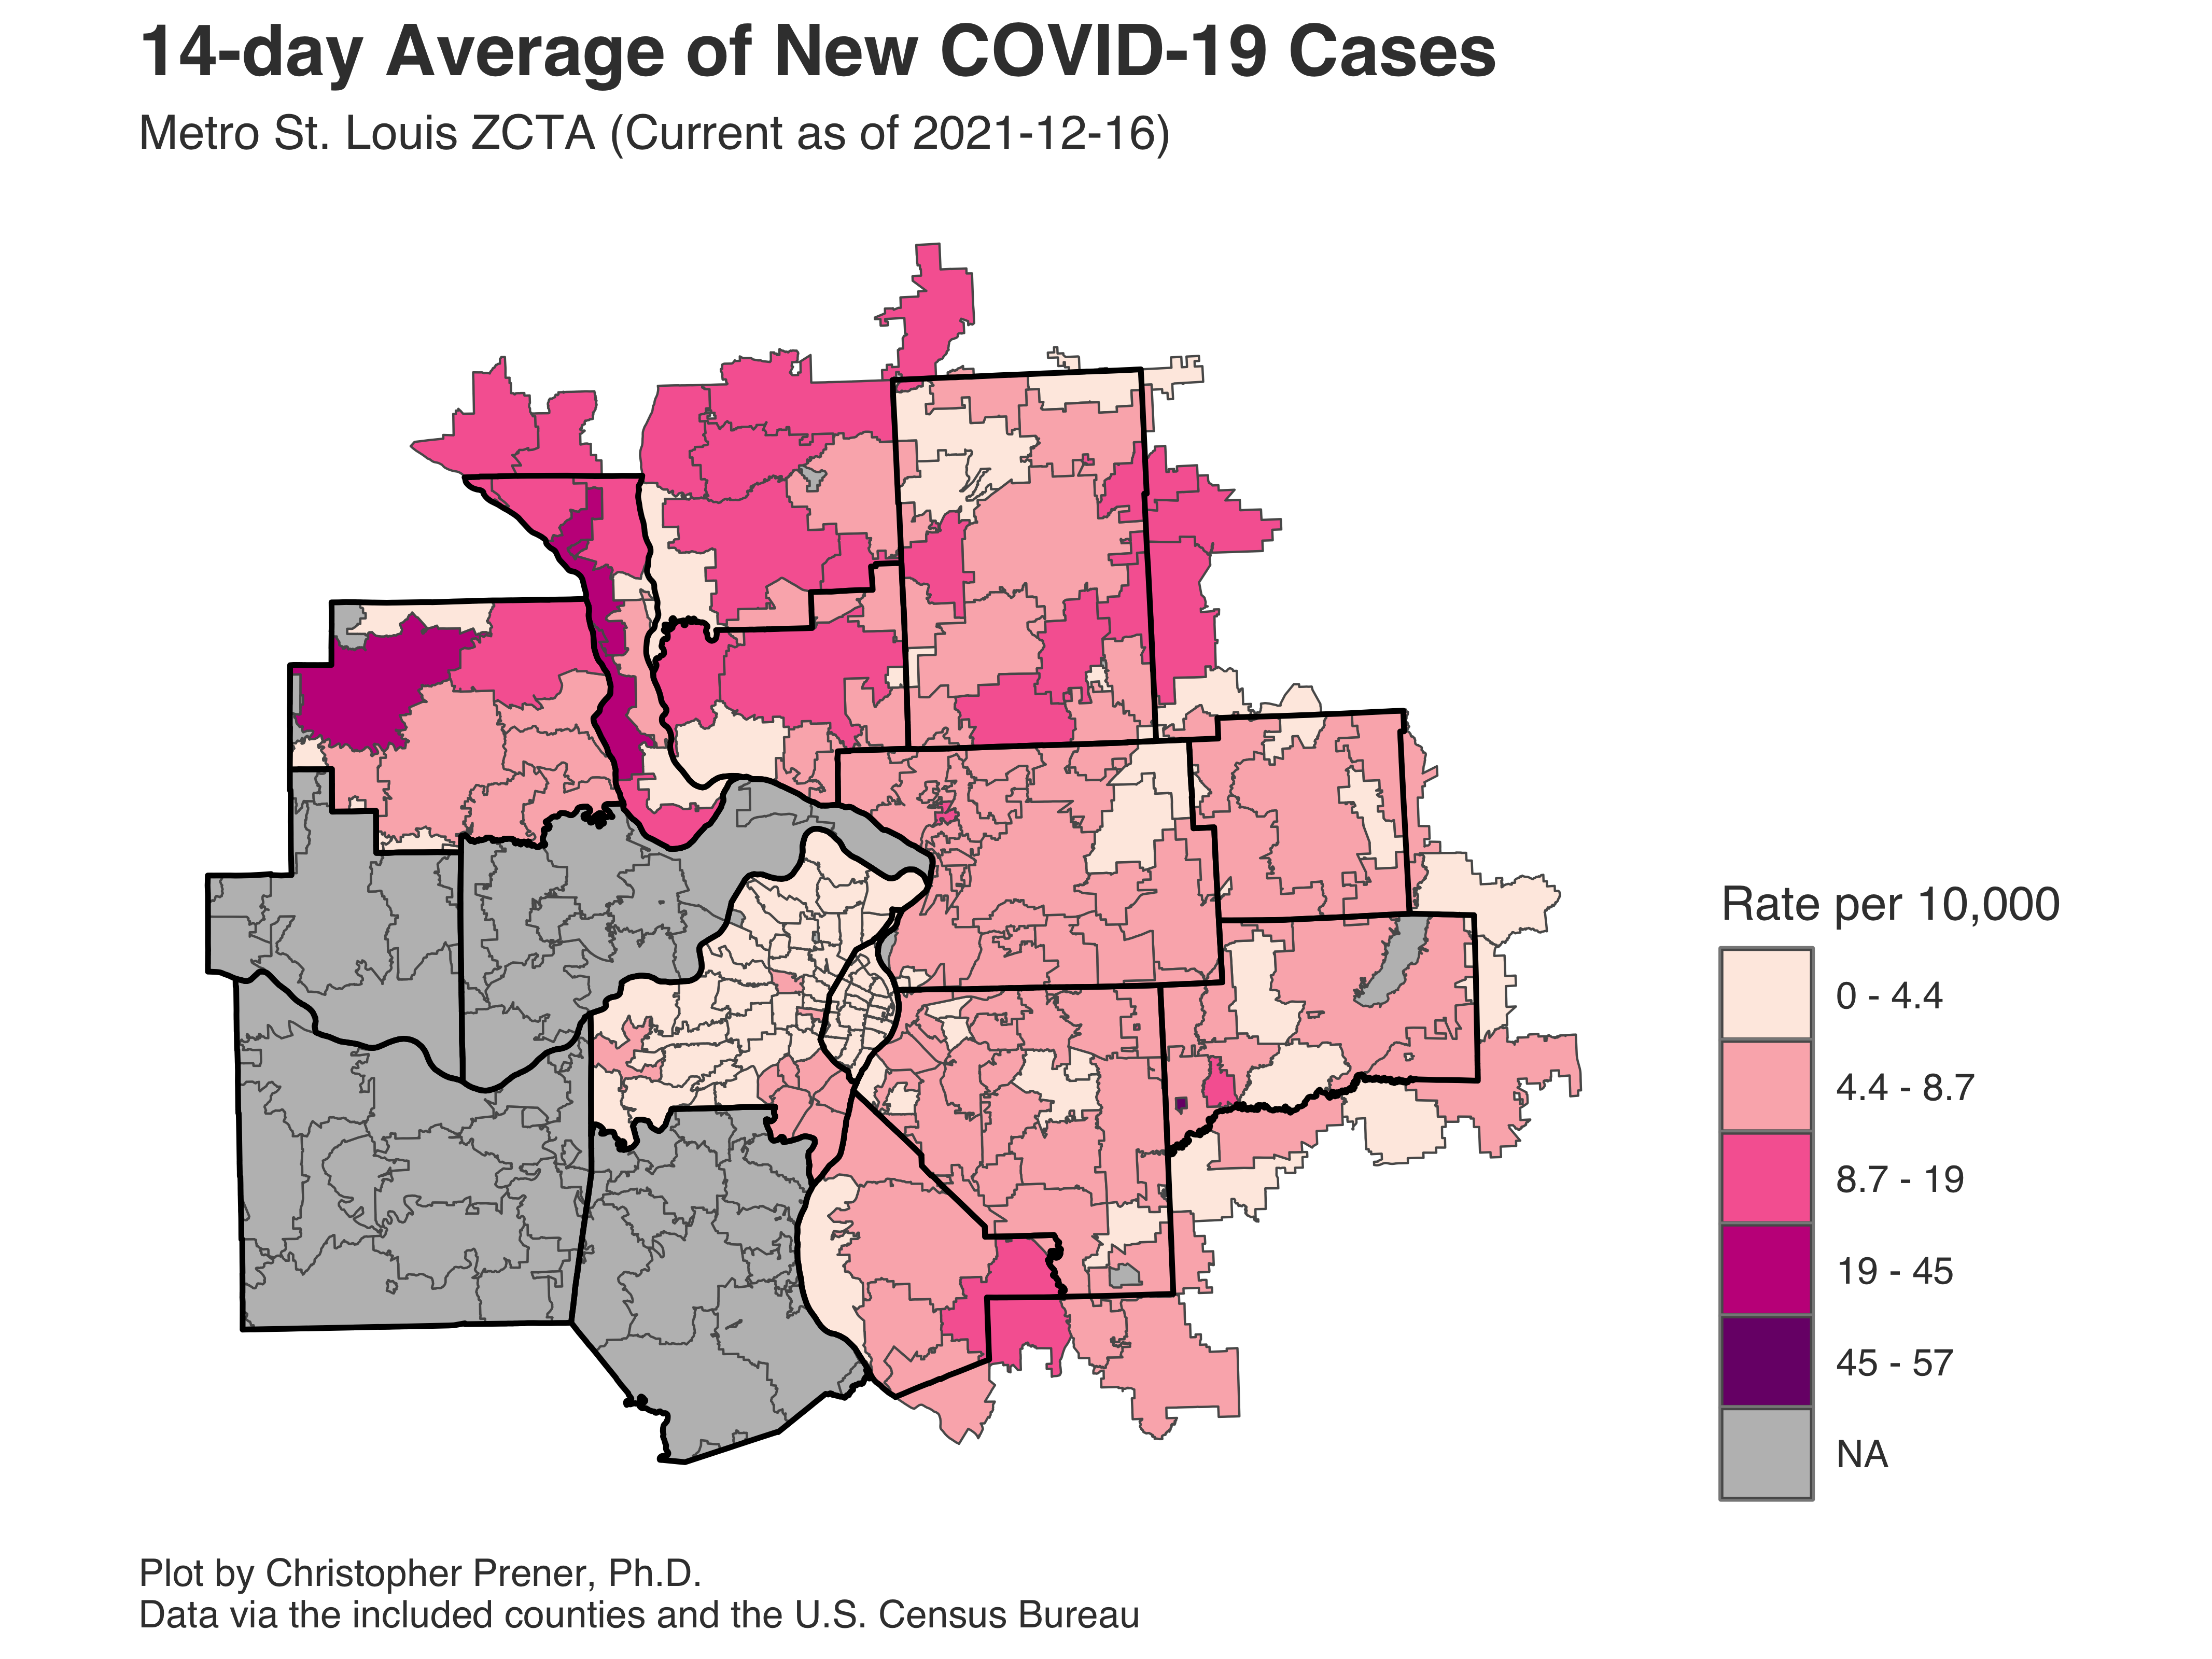 14-day Average of New COVID-19 Cases
Metro St. Louis ZCTA (Current as of 2021-12-16)
Rate per 10,000
0 - 4.4
4.4 - 8.7
8.7 - 19
19 - 45
45 - 57
NA
Plot by Christopher Prener, Ph.D.
Data via the included counties and the U.S. Census Bureau